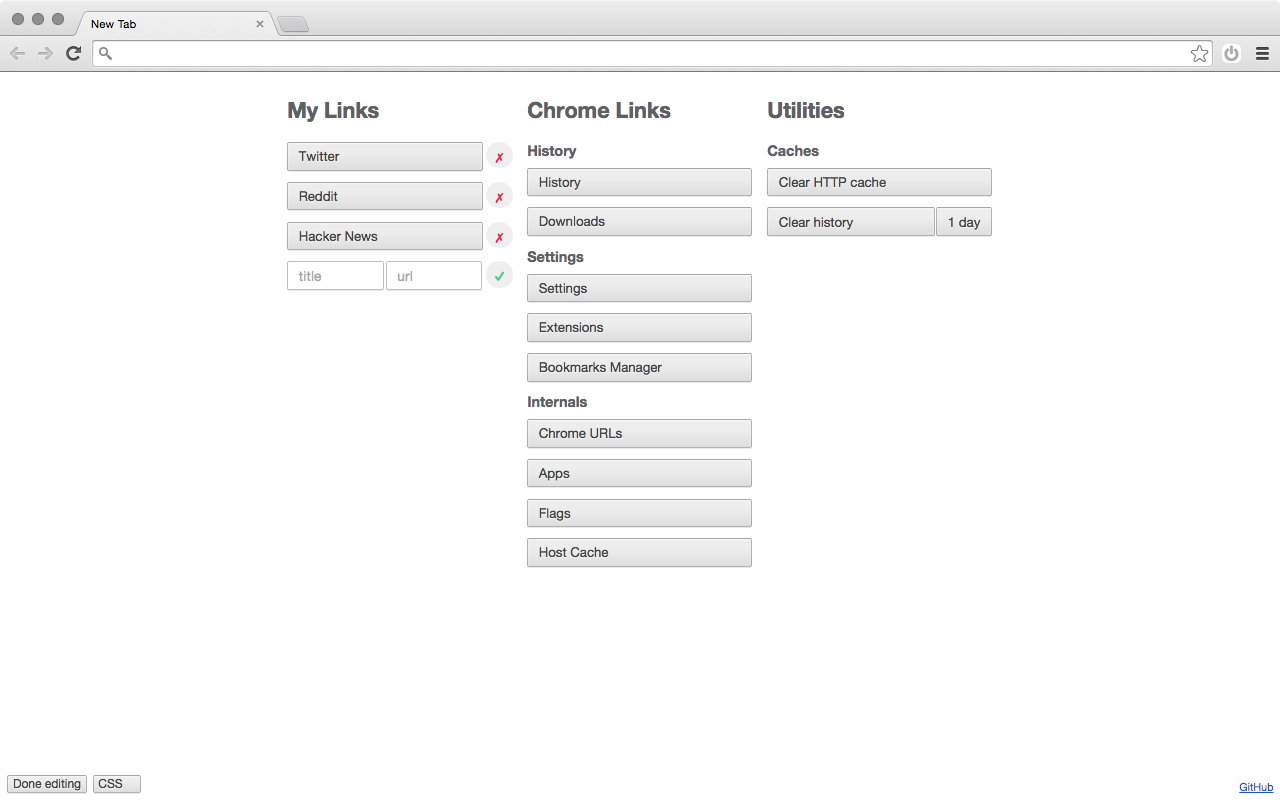 New Tab
My Links
Twitter
Reddit
Hacker News
title url
Chrome Links
History
History
Downloads
Settings
Settings
Extensions
Bookmarks Manager
Internals
Chrome URLs
Apps
Flags
Host Cache
Utilities
Caches
Clear HTTP cache
Clear history 1 day
Done editing CSS
GitHub